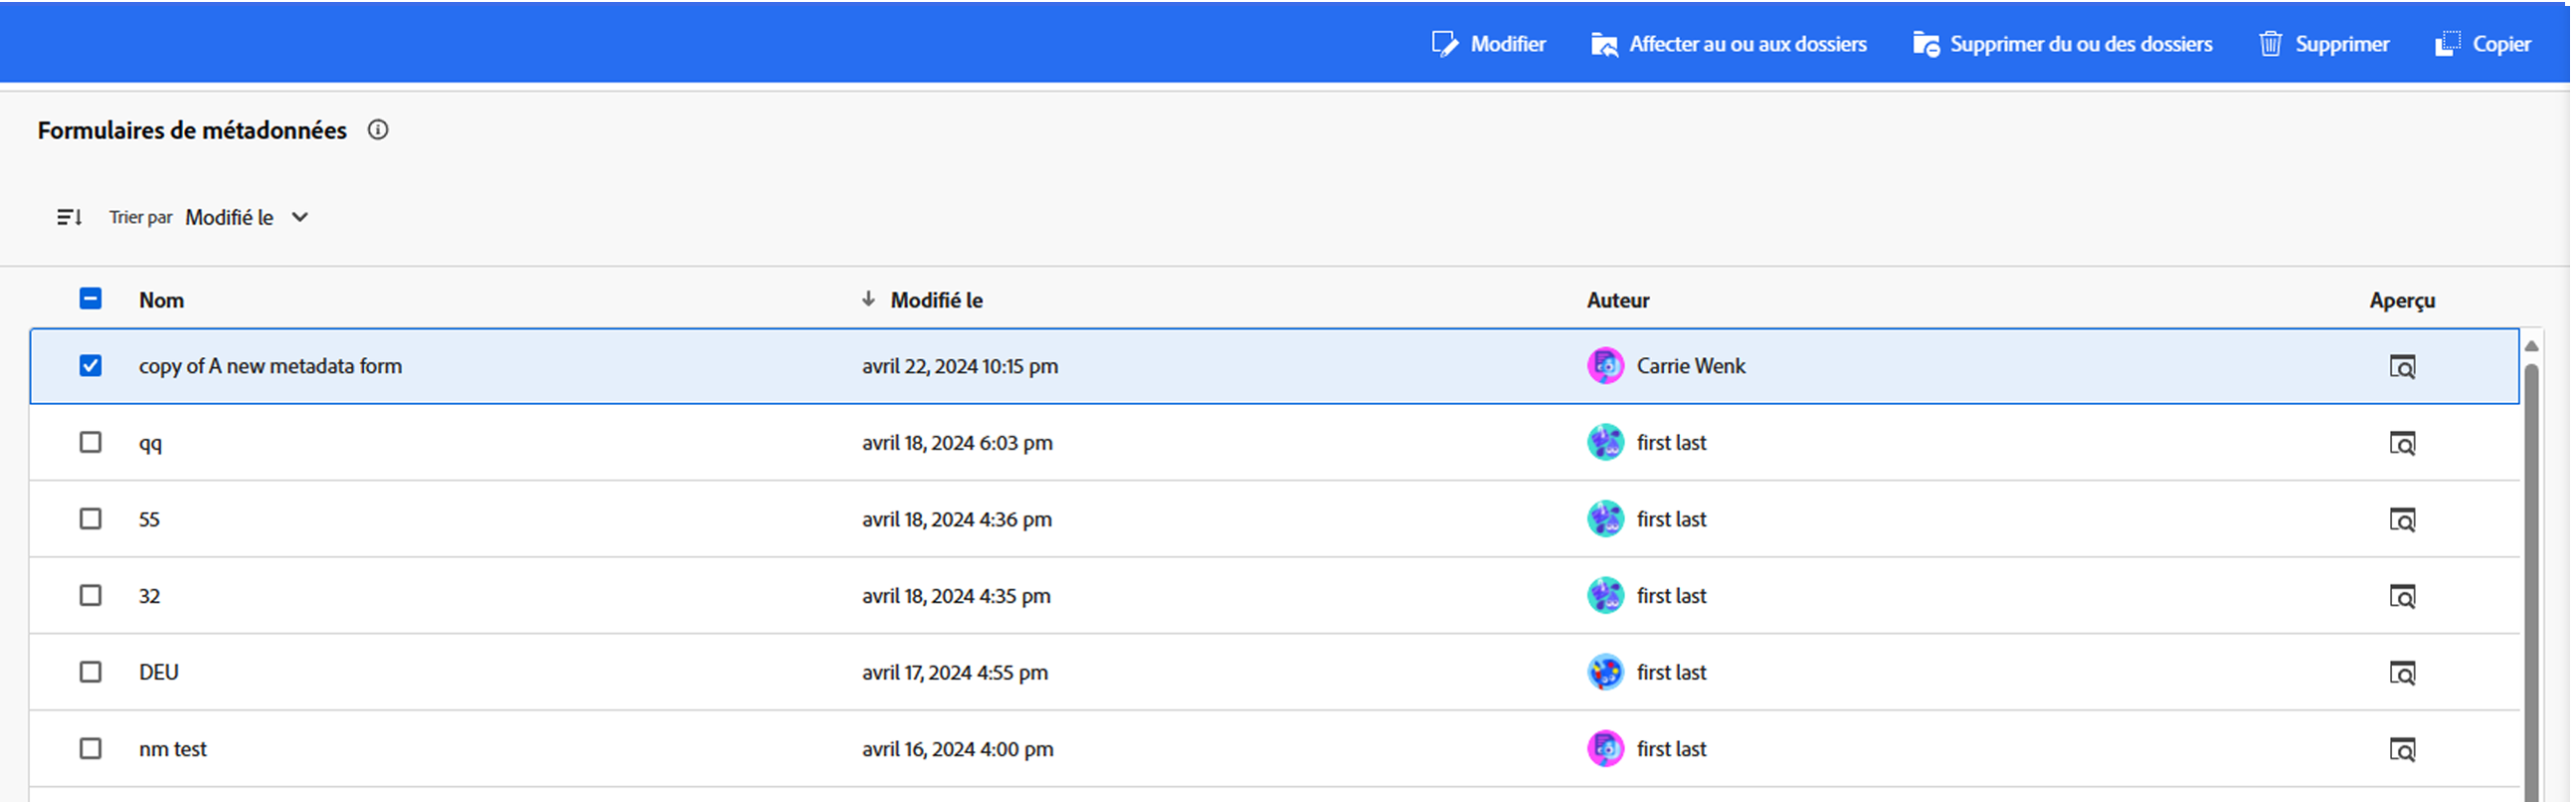 Modifier Affecter au ou aux dossiers Supprimer du ou des dossiers Supprimer Copier
Formulaires de métadonnées
Trier par Modifié le
Nom Modifié le Auteur Aperçu
copy of A new metadata form avril 22, 2024 10:15 pm Carrie Wenk
qq avril 18, 2024 6:03 pm first last
55 avril 18, 2024 4:36 pm first last
32 avril 18, 2024 4:35 pm first last
DEU avril 17, 2024 4:55 pm first last
nm test avril 16, 2024 4:00 pm first last